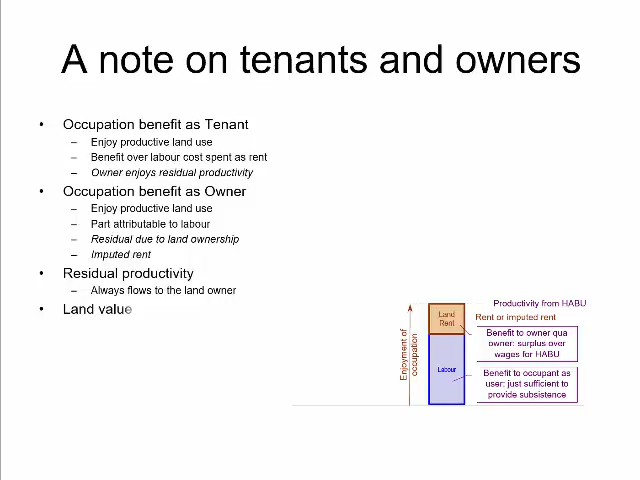 A note on tenants and owners
• Occupation benefit as Tenant
– Enjoy productive land use
– Benefit over labour cost spent as rent
– Owner enjoys residual productivity
• Occupation benefit as Owner
– Enjoy productive land use
– Part attributable to labour
– Residual due to land ownership
– Imputed rent
• Residual productivity
– Always flows to the land owner
• Land value
Productivity from HABU
Rent or imputed rent
Land
Rent
Benefit to owner qua
owner: surplus over
wages for HABU
Enjoyment of
occupation
Labour
Benefit to occupant as
user: just sufficient to
provide subsistence